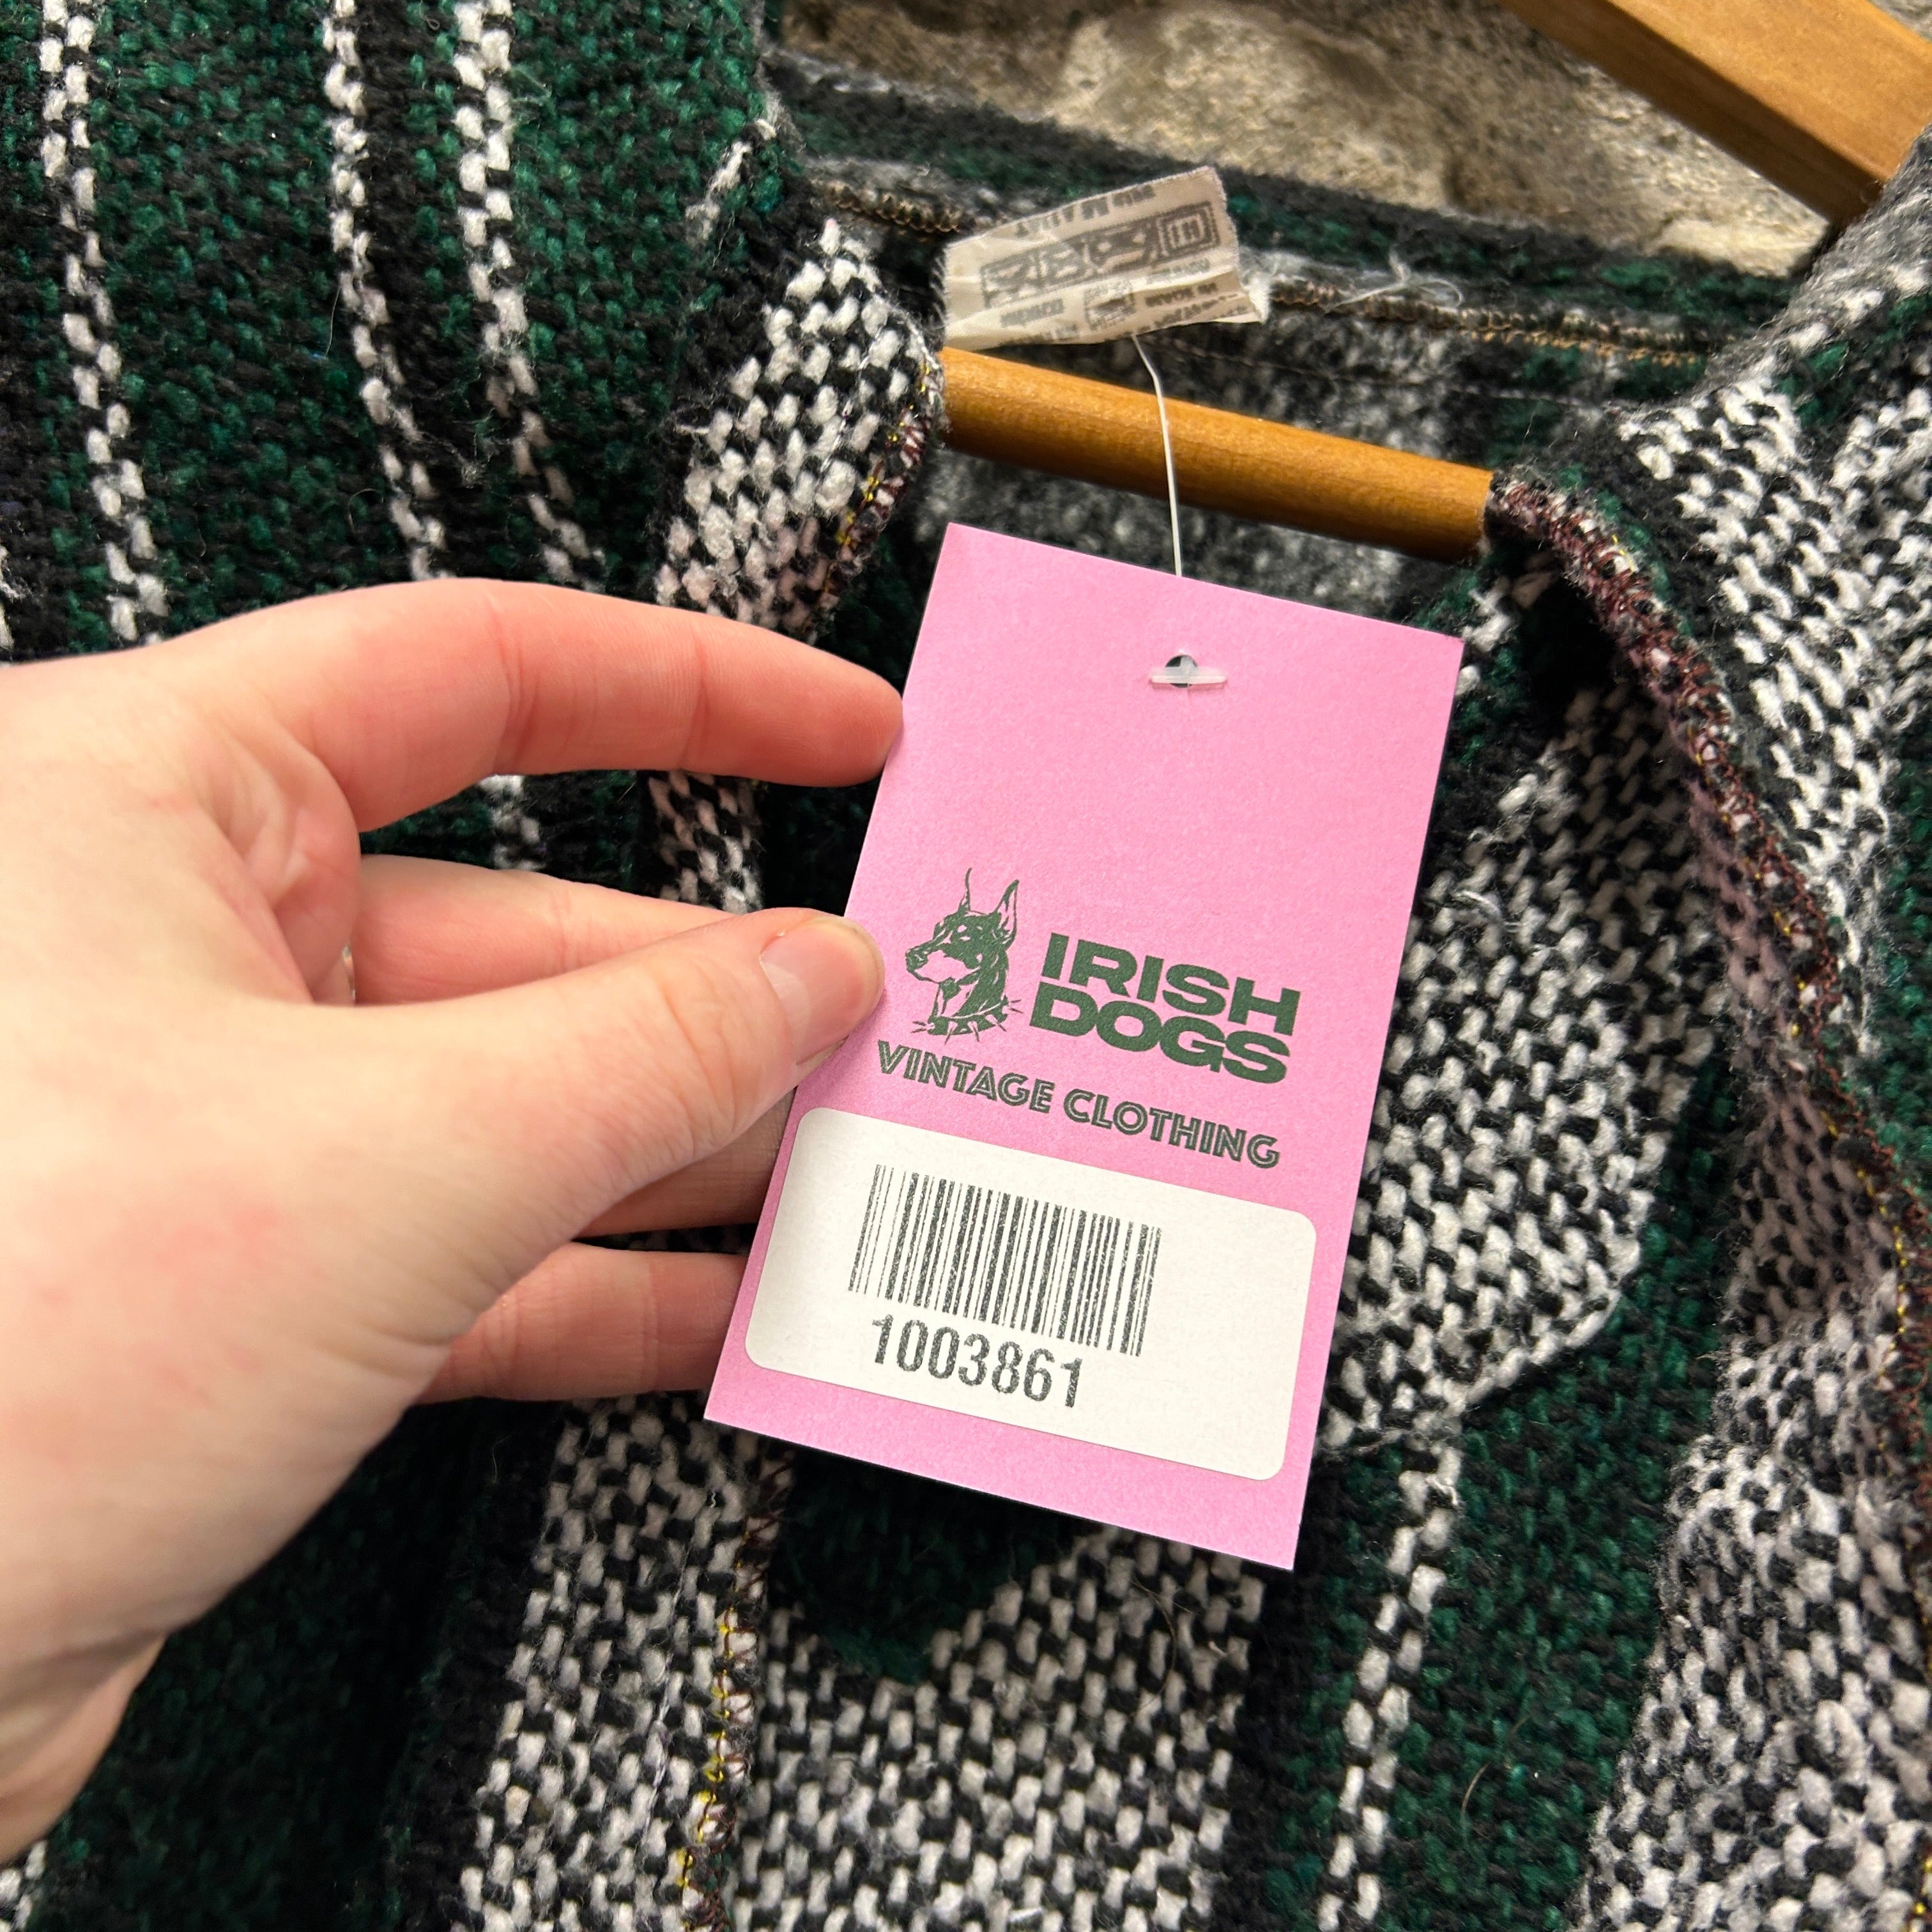 IRISH
DOGS
VINTAGE CLOTHING
1003861